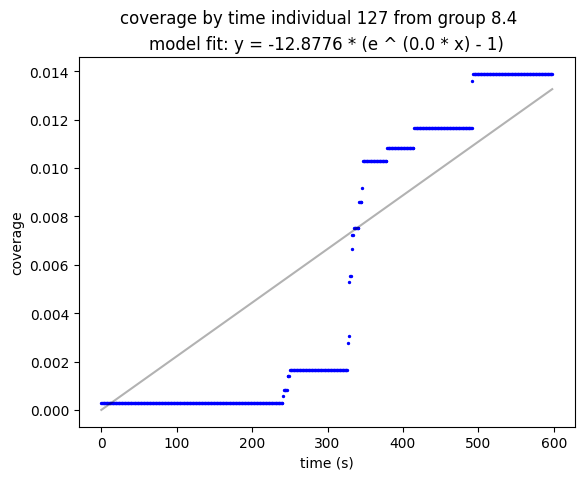 coverage by time individual 127 from group 8.4
model fit: y = -12.8776 * (e ^ (0.0 * x) - 1)
0.014
0.012
0.010
0.008
0.006
0.004
0.002
0.000
coverage
0 100 200 300 400 500 600
time (s)